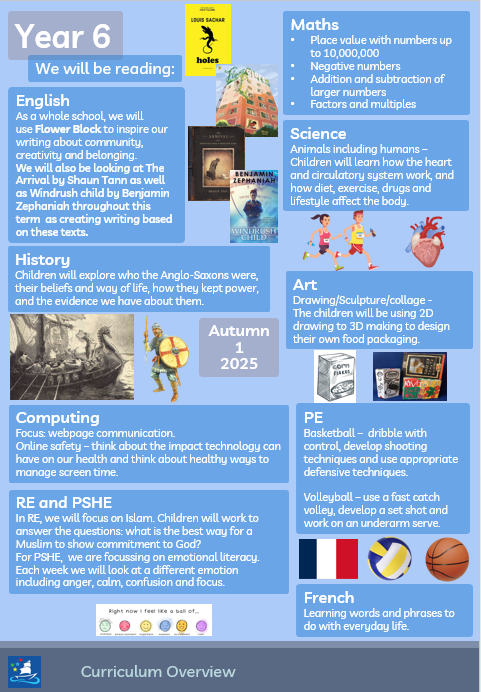 Year 6
We will be reading:
LOUIS SACHAR
holes
English
As a whole school, we will
use Flower Block to inspire our
writing about community,
creativity and belonging.
We will also be looking at The
Arrival by Shaun Tann as well
as Windrush child by Benjamin
Zephaniah throughout this
term as creating writing based
on these texts.
BENJAMIN
ZEPHANIAH
WINDRUSH
CHILD
History
Children will explore who the Anglo-Saxons were,
their beliefs and way of life, how they kept power,
and the evidence we have about them.
Autumn
1
2025
Computing
Focus: webpage communication.
Online safety – think about the impact technology can
have on our health and think about healthy ways to
manage screen time.
RE and PSHE
In RE, we will focus on Islam. Children will work to
answer the questions: what is the best way for a
Muslim to show commitment to God?
For PSHE, we are focussing on emotional literacy.
Each week we will look at a different emotion
including anger, calm, confusion and focus.
Right now I feel like a ball of...
Maths
• Place value with numbers up
to 10,000,000
• Negative numbers
• Addition and subtraction of
larger numbers
• Factors and multiples
Science
Animals including humans –
Children will learn how the heart
and circulatory system work, and
how diet, exercise, drugs and
lifestyle affect the body.
Art
Drawing/Sculpture/collage -
The children will be using 2D
drawing to 3D making to design
their own food packaging.
CORN
FLAKES
PE
Basketball – dribble with
control, develop shooting
techniques and use appropriate
defensive techniques.
Volleyball – use a fast catch
volley, develop a set shot and
work on an underarm serve.
French
Learning words and phrases to
do with everyday life.
Curriculum Overview